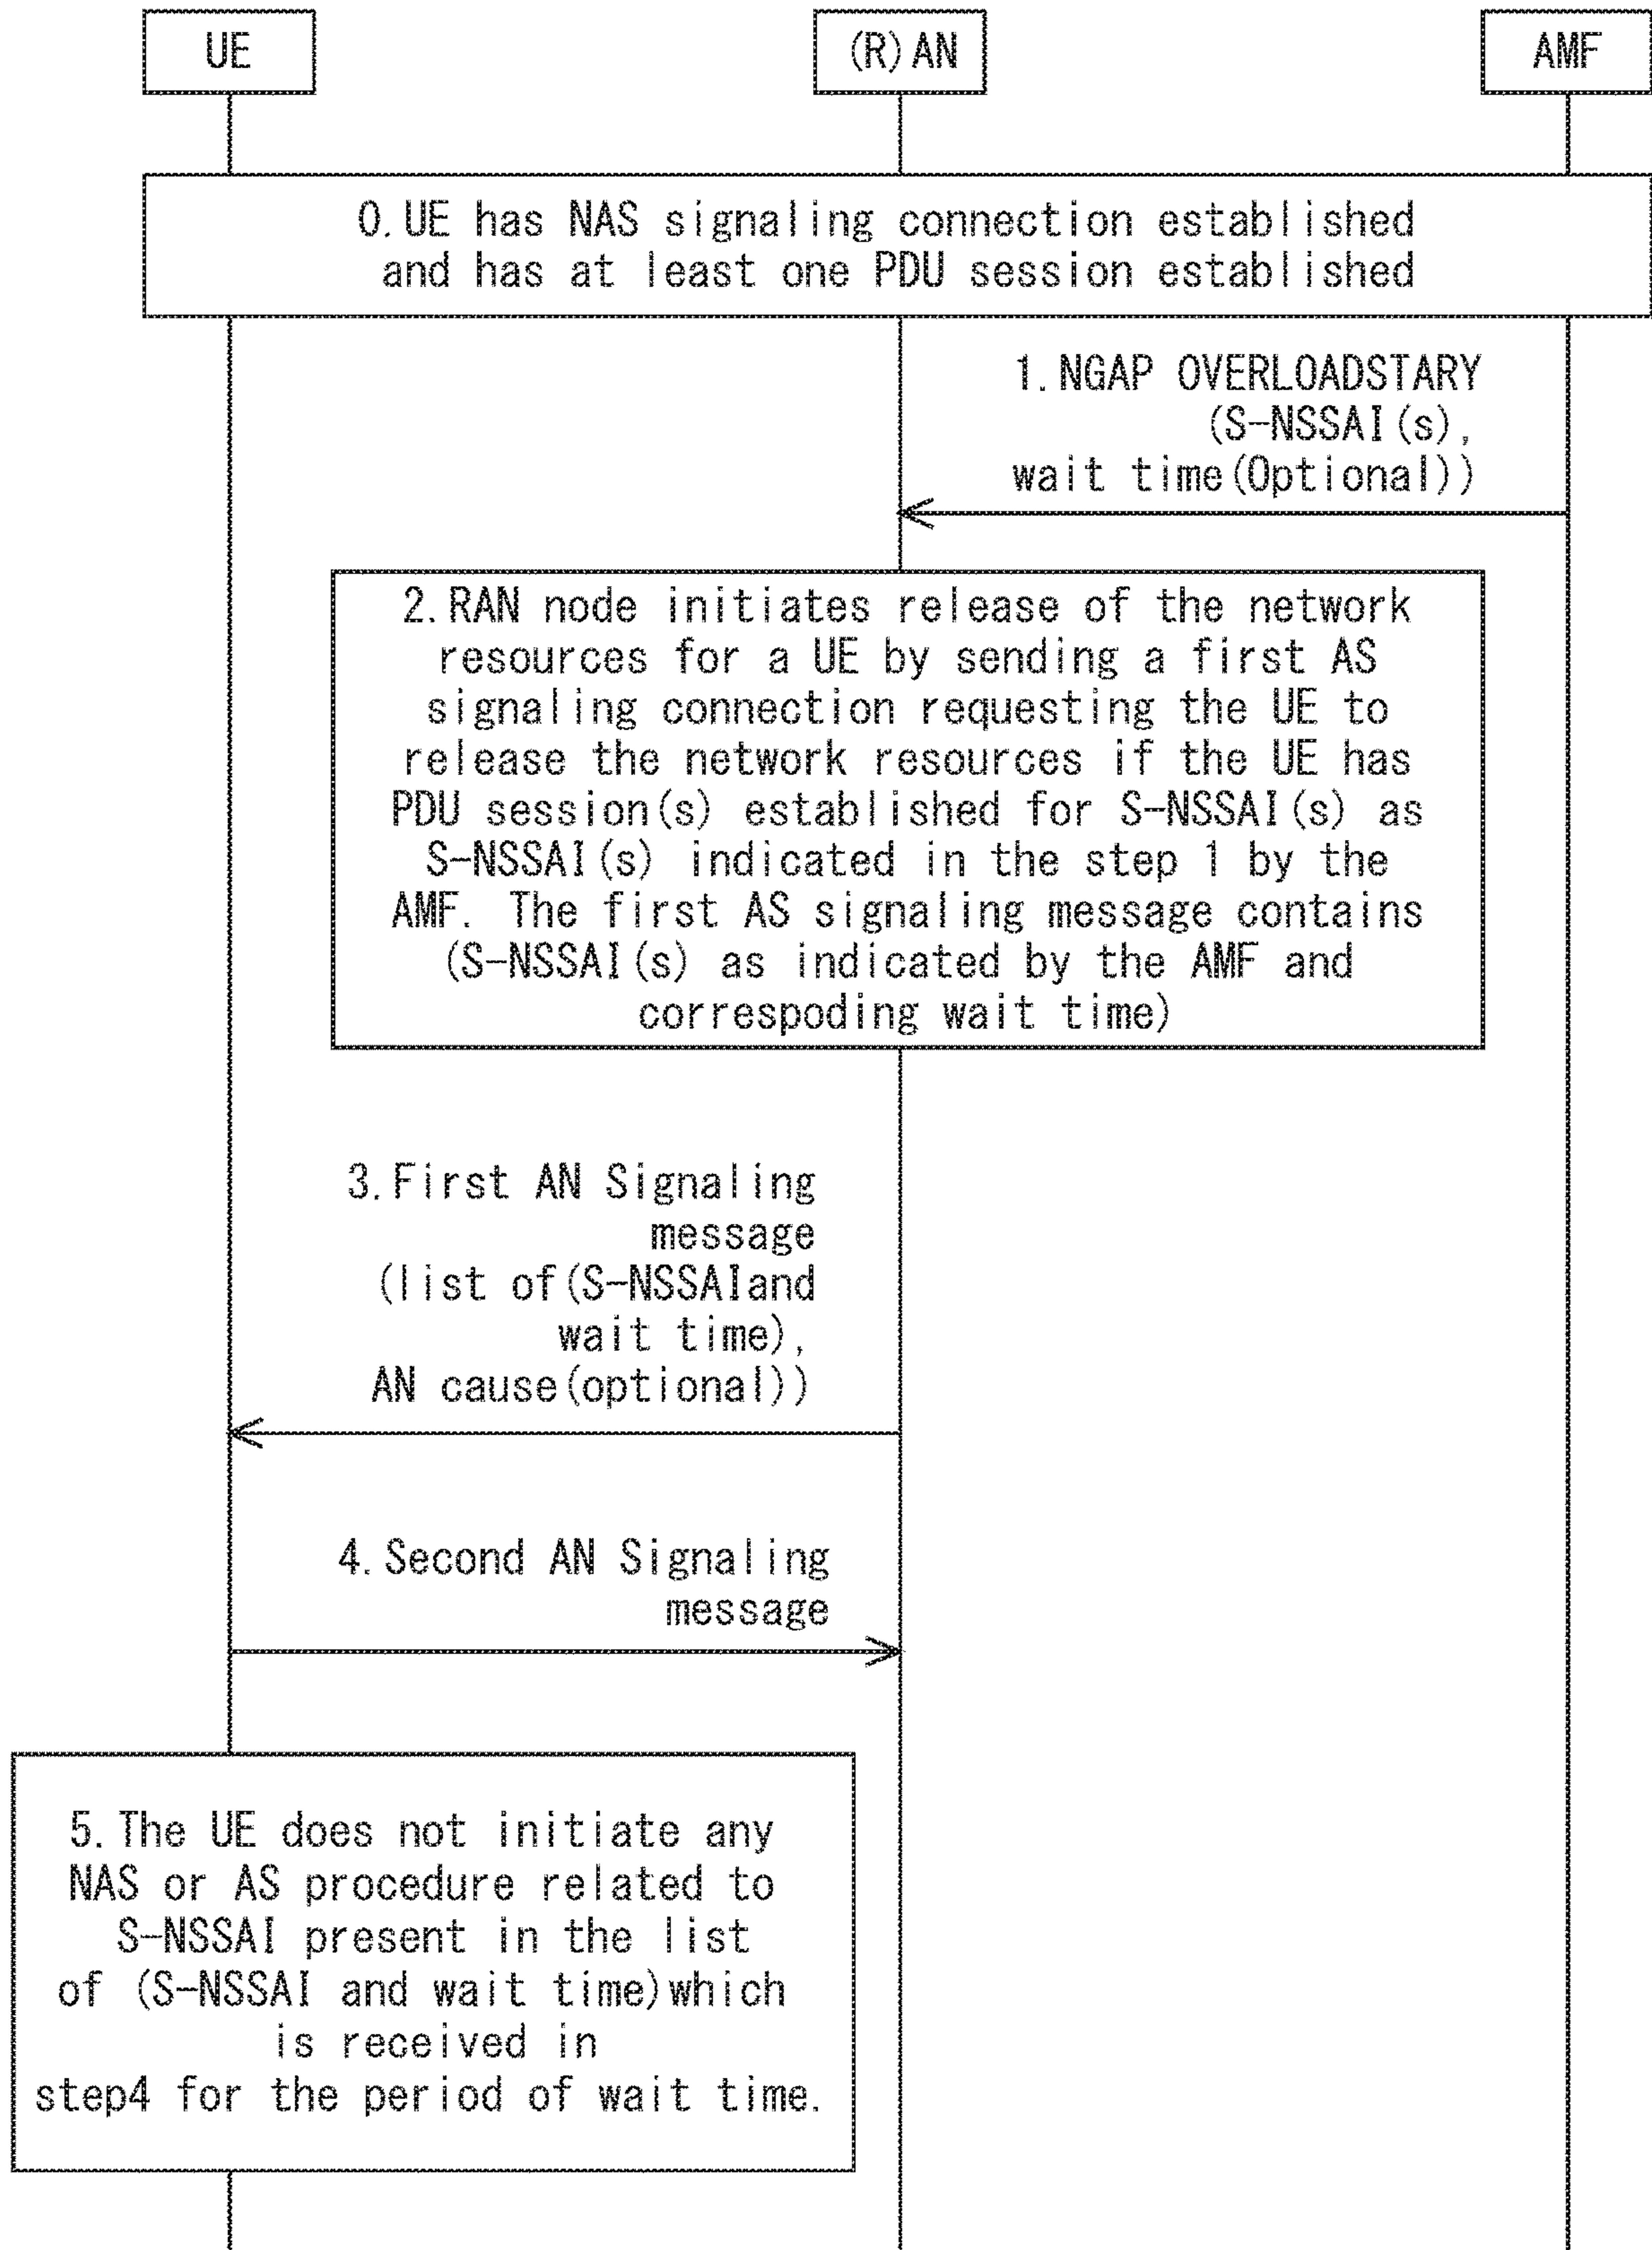 UE
(R)AN
AMF
0.UE has NAS signaling connection established
and has at least one PDU session established
1.NGAP OVERLOADSTARY
(S-NSSAI(s),
wait time(Optional))
2.RAN node initiates release of the network
resources for a UE by sending a first AS
signaling connection requesting the UE to
release the network resources if the UE has
PDU session(s) established for S-NSSAI(s) as
S-NSSAI(s) indicated in the step 1 by the
AMF. The first AS signaling message contains
(S-NSSAI(s) as indicated by the AMF and
correspoding wait time)
3.First AN Signaling
message
(list of(S-NSSAIand
wait time),
AN cause(optional))
4.Second AN Signaling
message
5.The UE does not initiate any
NAS or AS procedure related to
S-NSSAI present in the list
of (S-NSSAI and wait time)which
is received in
step4 for the period of wait time.